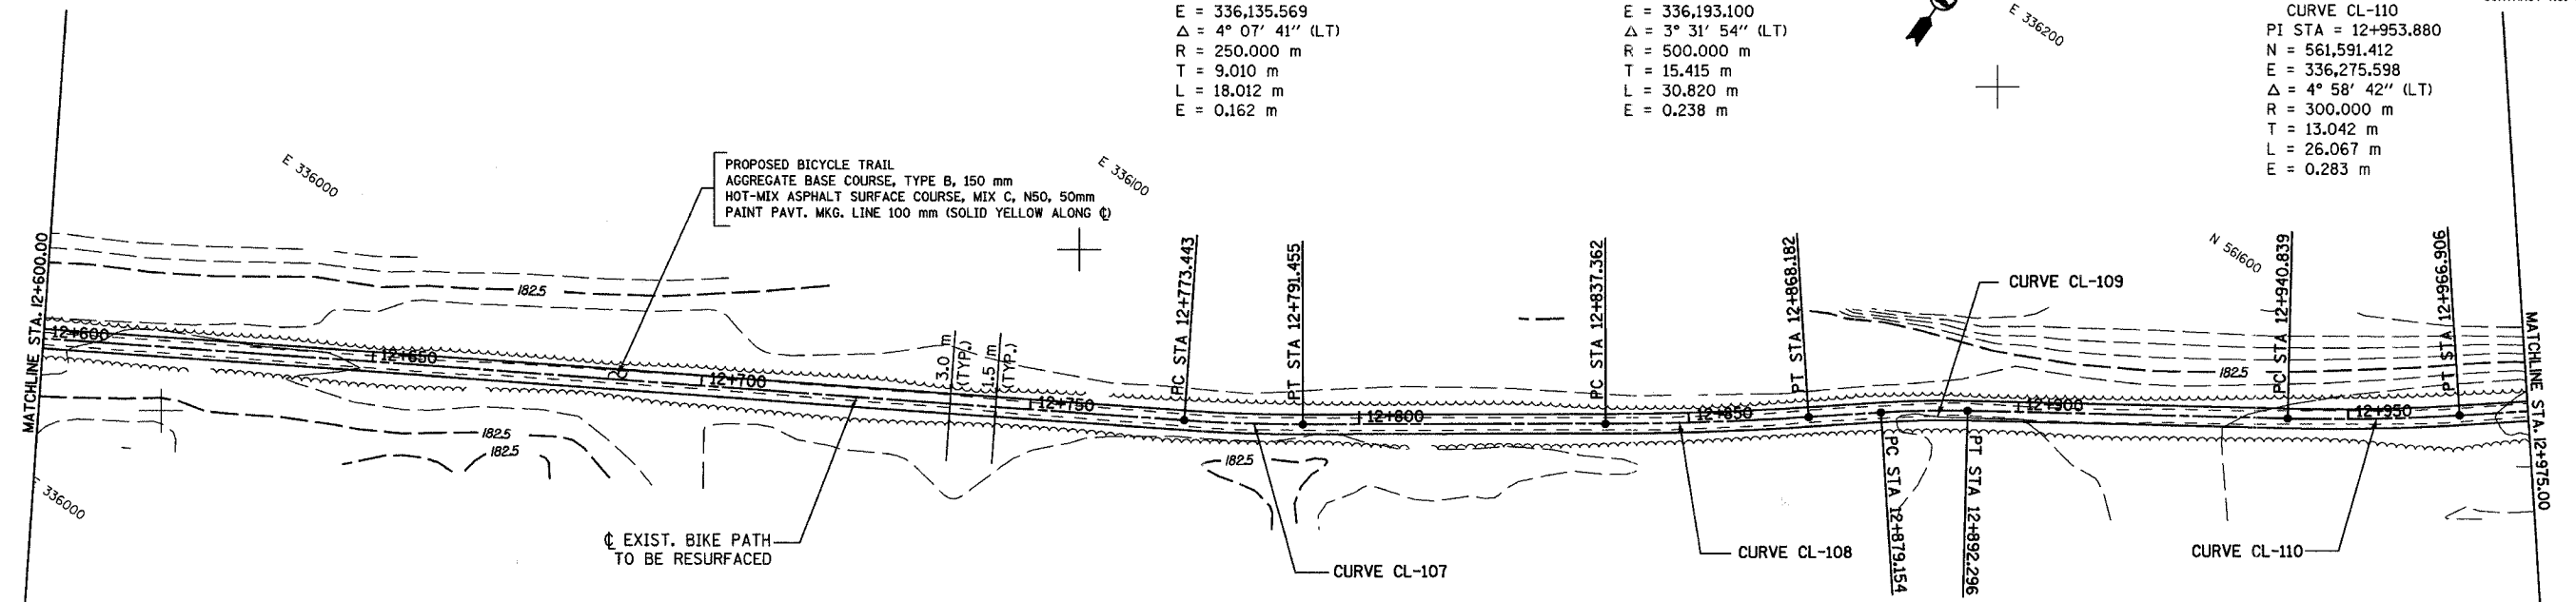 E = 336,135.569
Δ = 4° 07' 41" (LT)
R = 250.000 m
T = 9.010 m
L = 18.012 m
E = 0.162 m
E = 336,193.100
Δ = 3° 31' 54" (LT)
R = 500.000 m
T = 15.415 m
L = 30.820 m
E = 0.238 m
E 336200
CURVE CL-110
PI STA = 12+953.880
N = 561,591.412
E = 336,275.598
Δ = 4° 58' 42" (LT)
R = 300.000 m
T = 13.042 m
L = 26.067 m
E = 0.283 m
E 336000
PROPOSED BICYCLE TRAIL
AGGREGATE BASE COURSE, TYPE B, 150 mm
HOT-MIX ASPHALT SURFACE COURSE, MIX C, N50, 50mm
PAINT PAVT. MKG. LINE 100 mm (SOLID YELLOW ALONG ℄)
E 336100
MATCHLINE STA. 12+600.00
182.5
PC STA 12+773.443
PT STA 12+791.455
PC STA 12+837.362
PT STA 12+868.182
CURVE CL-109
N 561600
PC STA 12+940.839
PT STA 12+966.906
MATCHLINE STA. 12+975.00
12+600
12+650
12+700
3.0 m
(TYP.)
1.5 m
(TYP.)
12+750
12+800
12+850
12+900
12+950
182.5
182.5
182.5
182.5
336000
PC STA 12+879.154
PT STA 12+892.296
℄ EXIST. BIKE PATH
TO BE RESURFACED
CURVE CL-107
CURVE CL-108
CURVE CL-110